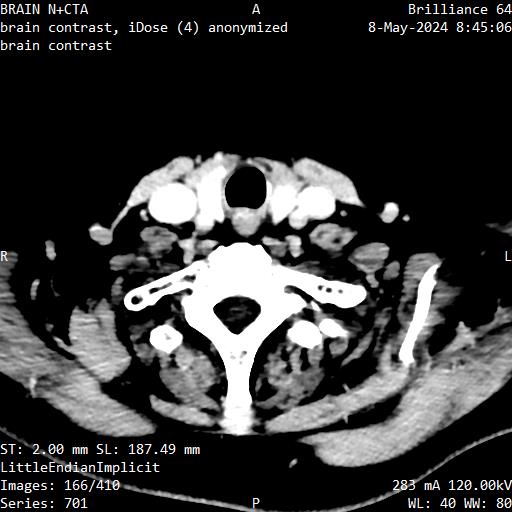 BRAIN N+CTA
A
Brilliance 64
brain contrast, iDose (4) anonymized
8-May-2024 8:45:06
brain contrast
R
L
ST: 2.00 mm SL: 187.49 mm
LittleEndianImplicit
Images: 166/410
283 mA 120.00kV
Series: 701
P
WL: 40 WW: 80